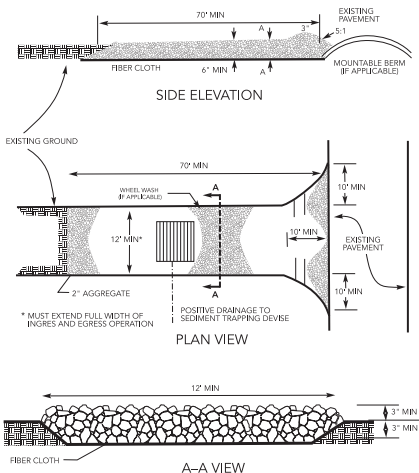 70' MIN
A
3"
EXISTING
PAVEMENT
5:1
FIBER CLOTH
6" MIN
A
MOUNTABLE BERM
(IF APPLICABLE)
SIDE ELEVATION
EXISTING GROUND
70' MIN
WHEEL WASH
(IF APPLICABLE)
A
10' MIN
12' MIN*
10' MIN
EXISTING
PAVEMENT
A
10' MIN
2" AGGREGATE
* MUST EXTEND FULL WIDTH OF
INGRES AND EGRESS OPERATION
POSITIVE DRAINAGE TO
SEDIMENT TRAPPING DEVISE
PLAN VIEW
12' MIN
3" MIN
3" MIN
FIBER CLOTH
A–A VIEW